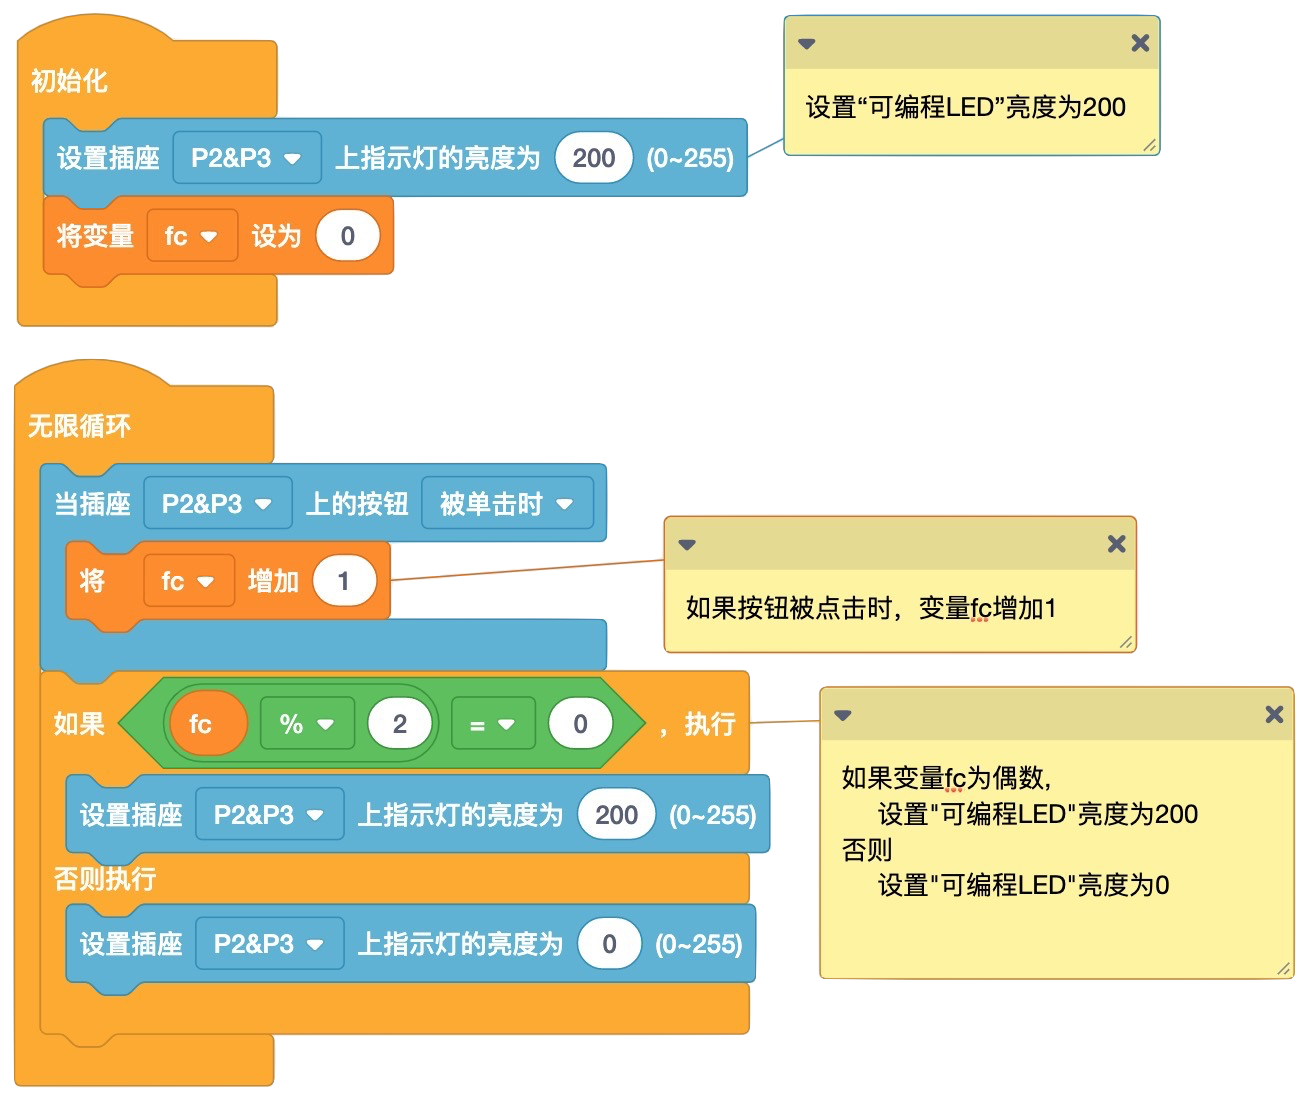 初始化
设置插座 P2&P3 上指示灯的亮度为 200 (0~255)
将变量 fc 设为 0
设置“可编程LED”亮度为200
无限循环
当插座 P2&P3 上的按钮 被单击时
将 fc 增加 1
如果按钮被点击时，变量fc增加1
如果 fc % 2 = 0 ，执行
设置插座 P2&P3 上指示灯的亮度为 200 (0~255)
否则执行
设置插座 P2&P3 上指示灯的亮度为 0 (0~255)
如果变量fc为偶数，
设置"可编程LED"亮度为200
否则
设置"可编程LED"亮度为0